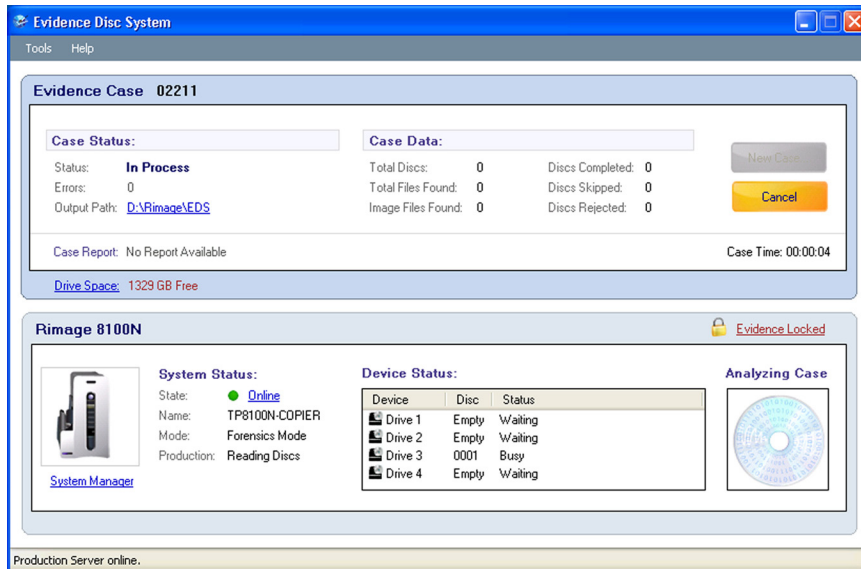 Evidence Disc System
Tools Help
Evidence Case 02211
Case Status:
Status: In Process
Errors: 0
Output Path: D:\Rimage\EDS
Case Data:
Total Discs: 0 Discs Completed: 0
Total Files Found: 0 Discs Skipped: 0
Image Files Found: 0 Discs Rejected: 0
New Case
Cancel
Case Report: No Report Available
Case Time: 00:00:04
Drive Space: 1329 GB Free
Rimage 8100N
Evidence Locked
System Manager
System Status:
State: Online
Name: TP8100N-COPIER
Mode: Forensics Mode
Production: Reading Discs
Device Status:
Device Disc Status
Drive 1 Empty Waiting
Drive 2 Empty Waiting
Drive 3 0001 Busy
Drive 4 Empty Waiting
Analyzing Case
Production Server online.